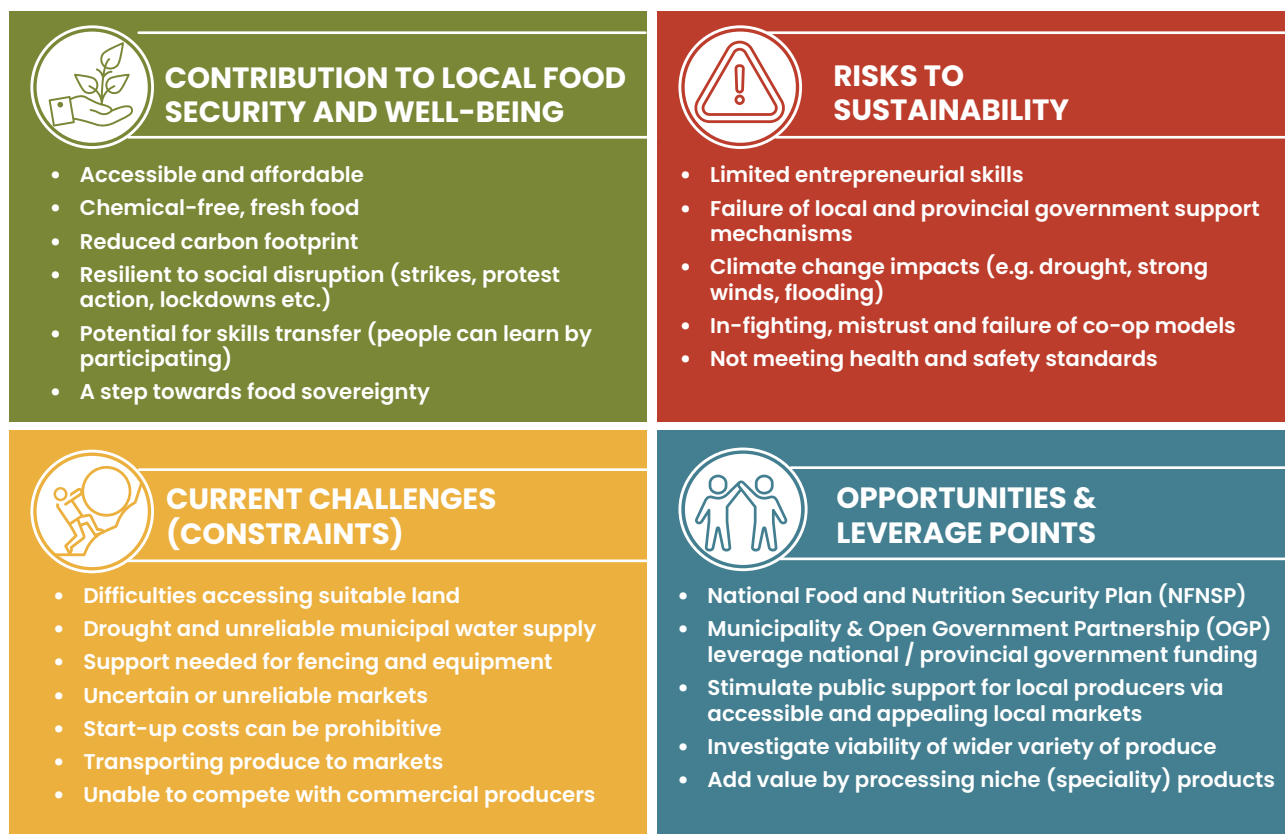 CONTRIBUTION TO LOCAL FOOD
SECURITY AND WELL-BEING
• Accessible and affordable
• Chemical-free, fresh food
• Reduced carbon footprint
• Resilient to social disruption (strikes, protest
action, lockdowns etc.)
• Potential for skills transfer (people can learn by
participating)
• A step towards food sovereignty
RISKS TO
SUSTAINABILITY
• Limited entrepreneurial skills
• Failure of local and provincial government support
mechanisms
• Climate change impacts (e.g. drought, strong
winds, flooding)
• In-fighting, mistrust and failure of co-op models
• Not meeting health and safety standards
CURRENT CHALLENGES
(CONSTRAINTS)
• Difficulties accessing suitable land
• Drought and unreliable municipal water supply
• Support needed for fencing and equipment
• Uncertain or unreliable markets
• Start-up costs can be prohibitive
• Transporting produce to markets
• Unable to compete with commercial producers
OPPORTUNITIES &
LEVERAGE POINTS
• National Food and Nutrition Security Plan (NFNSP)
• Municipality & Open Government Partnership (OGP)
leverage national / provincial government funding
• Stimulate public support for local producers via
accessible and appealing local markets
• Investigate viability of wider variety of produce
• Add value by processing niche (speciality) products